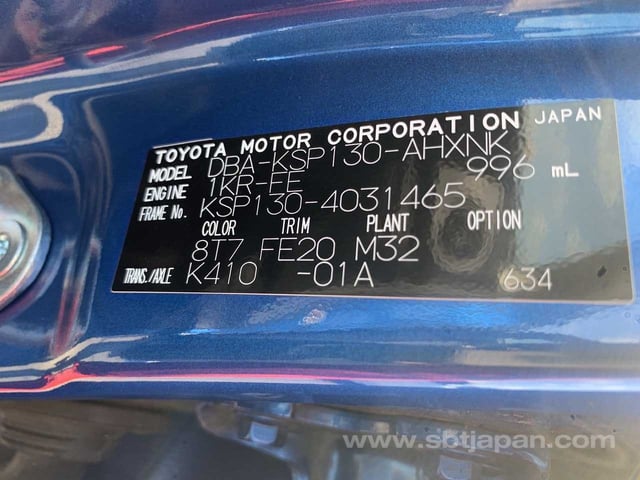 TOYOTA MOTOR CORPORATION JAPAN
MODEL DBA-KSP130-AHXNK
ENGINE 1KR-FE 996 mL
FRAME No. KSP130-4031465
COLOR TRIM PLANT OPTION
8T7 FE20 M32
TRANS./AXLE K410 -01A 634
www.sbtjapan.com